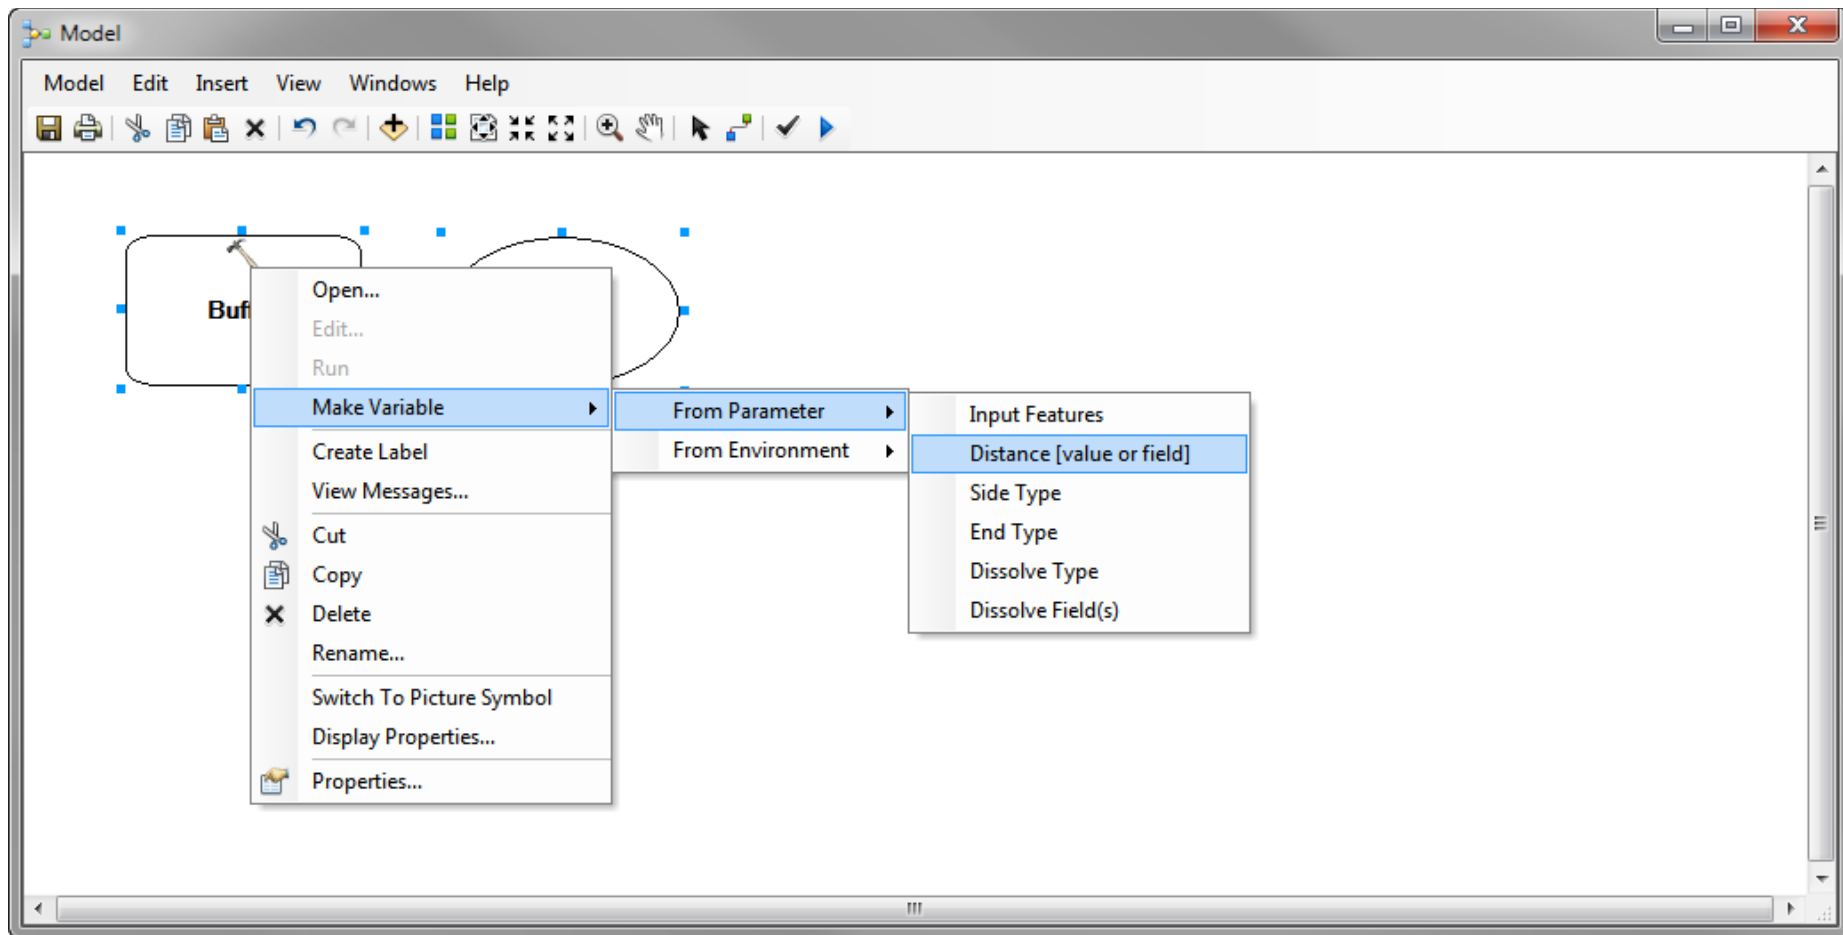 Model
Model Edit Insert View Windows Help
Open...
Edit...
Run
Make Variable
Create Label
View Messages...
Cut
Copy
Delete
Rename...
Switch To Picture Symbol
Display Properties...
Properties...
From Parameter
From Environment
Input Features
Distance [value or field]
Side Type
End Type
Dissolve Type
Dissolve Field(s)